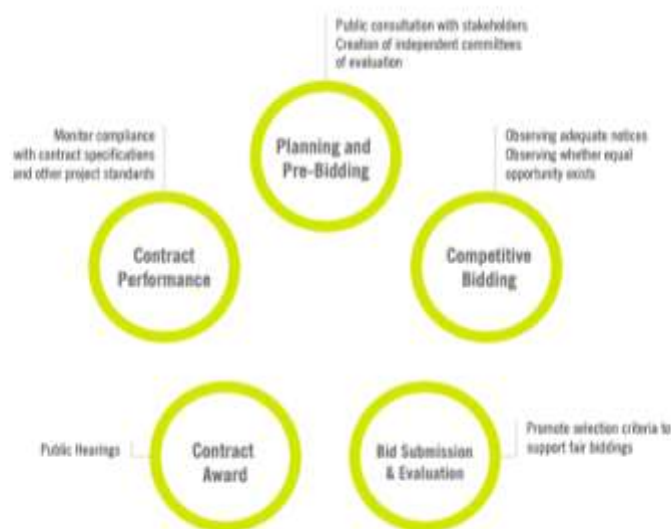 Public consultation with stakeholders
Creation of independent committees
of evaluation
Planning and
Pre-Bidding
Observing adequate notices
Observing whether equal
opportunity exists
Competitive
Bidding
Promote selection criteria to
support fair biddings
Bid Submission
& Evaluation
Public Hearings
Contract
Award
Monitor compliance
with contract specifications
and other project standards
Contract
Performance